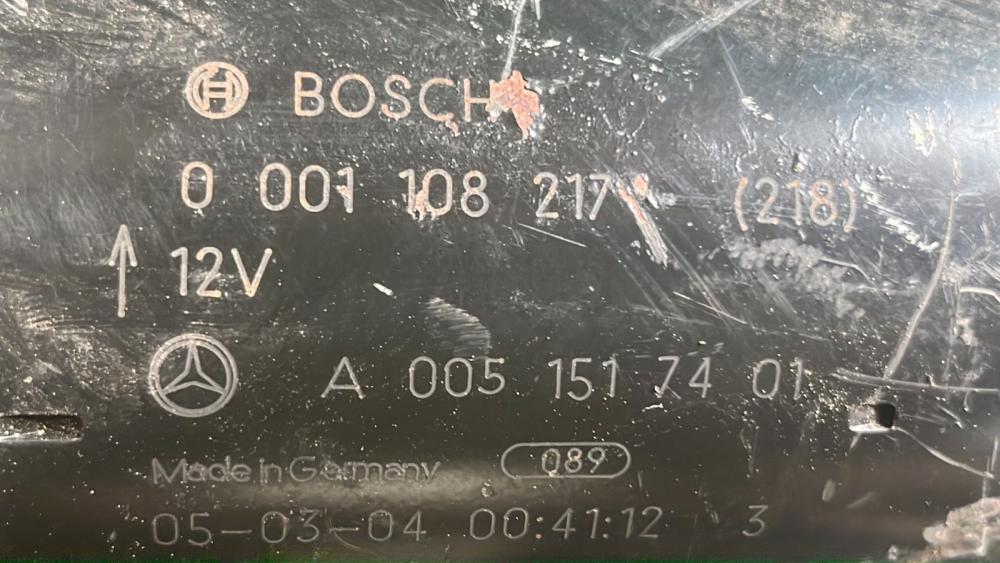 BOSCH
0 001 108 217 (218)
12V
A 005 151 74 01
Made in Germany 089
05-03-04 00:41:12 3